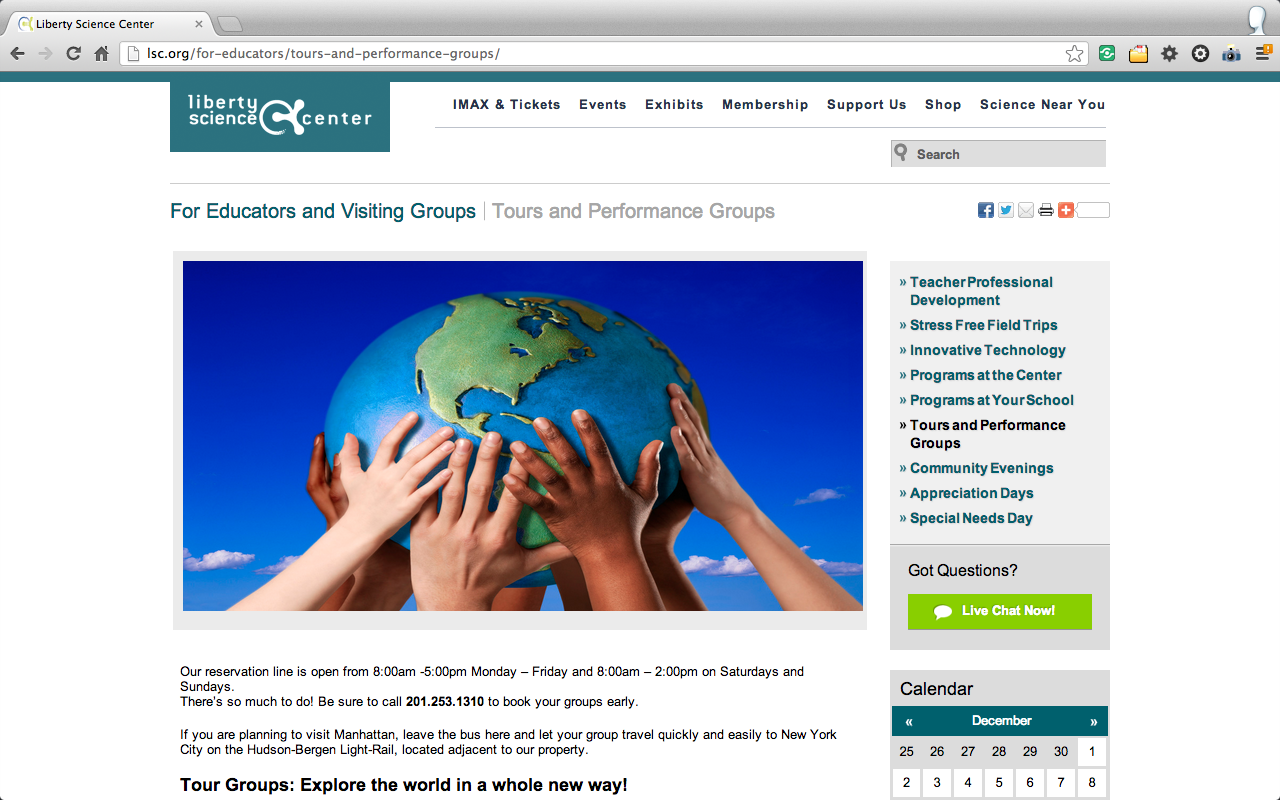 Liberty Science Center
lsc.org/for-educators/tours-and-performance-groups/
liberty science center
IMAX & Tickets Events Exhibits Membership Support Us Shop Science Near You
Search
For Educators and Visiting Groups | Tours and Performance Groups
» Teacher Professional
Development
» Stress Free Field Trips
» Innovative Technology
» Programs at the Center
» Programs at Your School
» Tours and Performance
Groups
» Community Evenings
» Appreciation Days
» Special Needs Day
Got Questions?
Live Chat Now!
Our reservation line is open from 8:00am -5:00pm Monday – Friday and 8:00am – 2:00pm on Saturdays and
Sundays.
There's so much to do! Be sure to call 201.253.1310 to book your groups early.
If you are planning to visit Manhattan, leave the bus here and let your group travel quickly and easily to New York
City on the Hudson-Bergen Light-Rail, located adjacent to our property.
Tour Groups: Explore the world in a whole new way!
Calendar
« December »
25 26 27 28 29 30 1
2 3 4 5 6 7 8